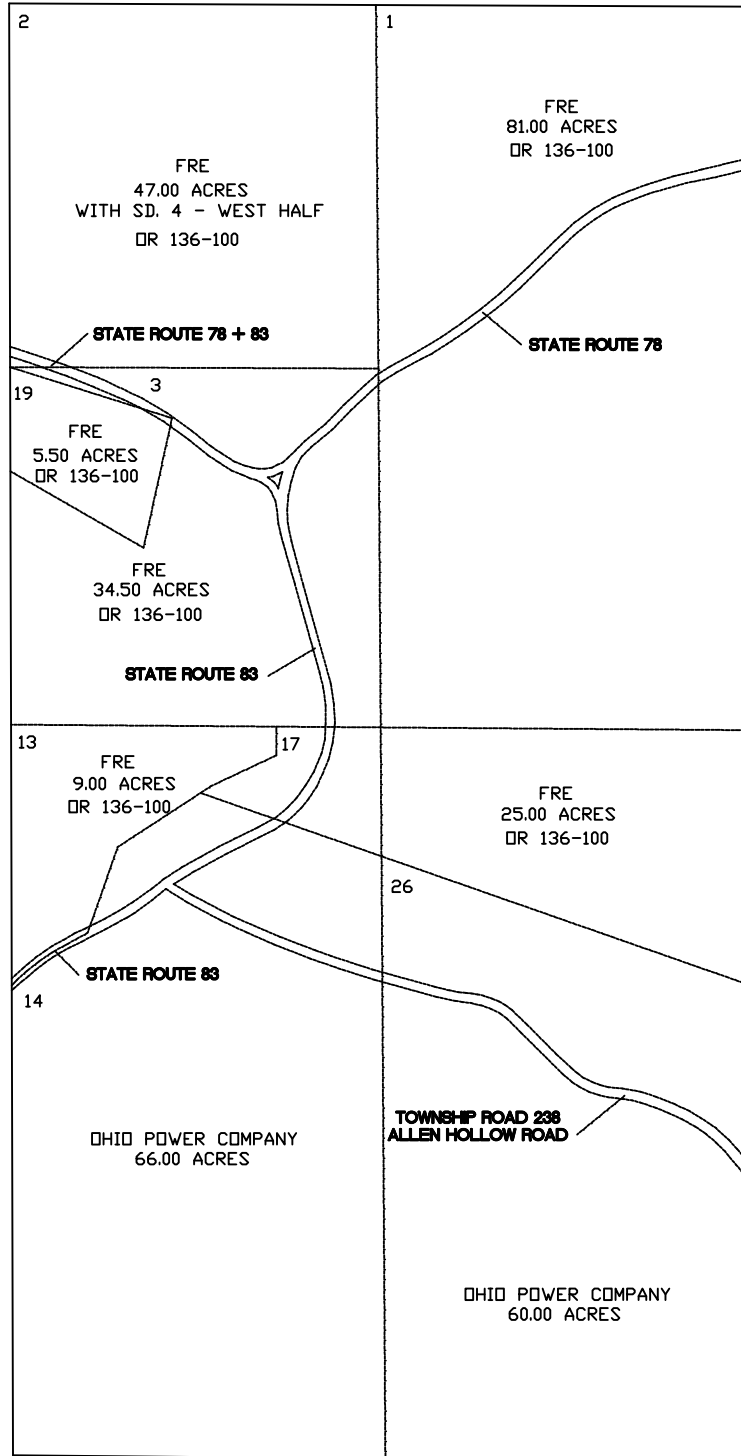 2
1
FRE
81.00 ACRES
OR 136-100
FRE
47.00 ACRES
WITH SD. 4 - WEST HALF
OR 136-100
STATE ROUTE 78 + 83
STATE ROUTE 78
19
3
FRE
5.50 ACRES
OR 136-100
FRE
34.50 ACRES
OR 136-100
STATE ROUTE 83
13
17
FRE
9.00 ACRES
OR 136-100
FRE
25.00 ACRES
OR 136-100
26
STATE ROUTE 83
14
TOWNSHIP ROAD 238
ALLEN HOLLOW ROAD
OHIO POWER COMPANY
66.00 ACRES
OHIO POWER COMPANY
60.00 ACRES